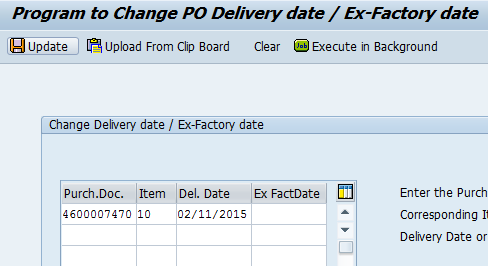 Program to Change PO Delivery date / Ex-Factory date
Update Upload From Clip Board Clear Execute in Background
Change Delivery date / Ex-Factory date
Purch.Doc. Item Del. Date Ex FactDate
4600007470 10 02/11/2015
Enter the Purch
Corresponding It
Delivery Date or